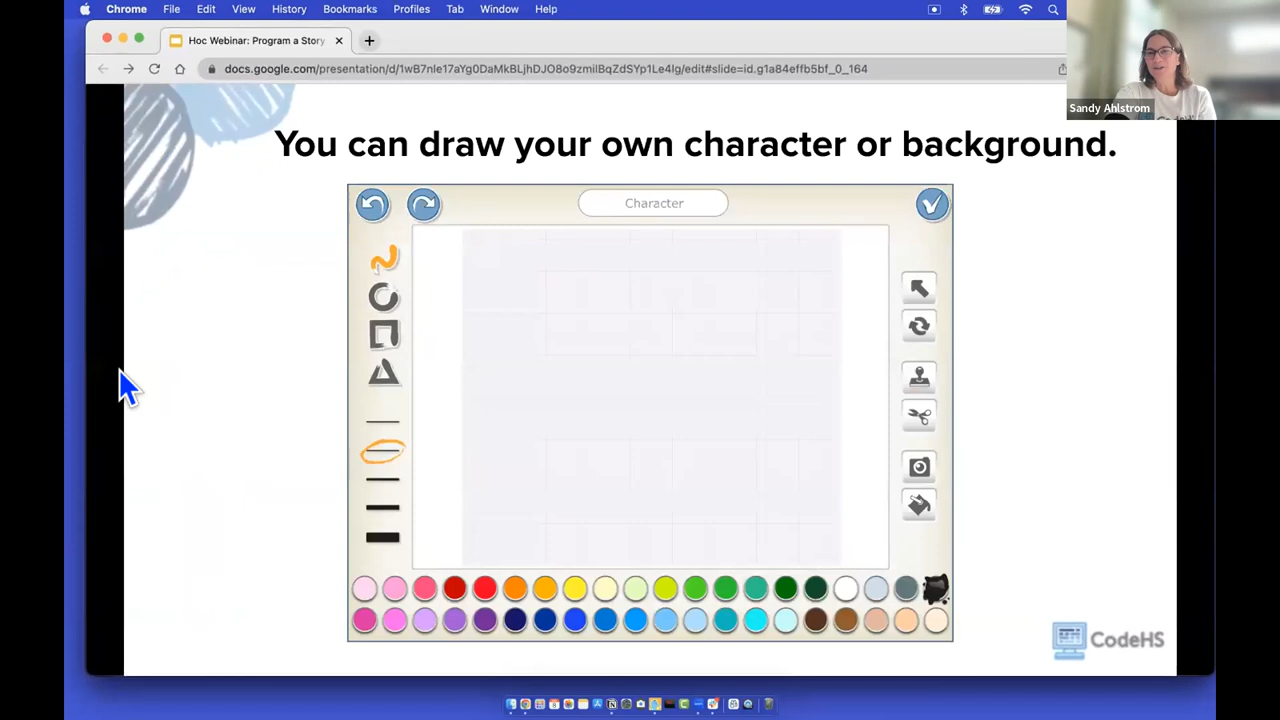 Chrome File Edit View History Bookmarks Profiles Tab Window Help
Hoc Webinar: Program a Story
docs.google.com/presentation/d/1wB7nIe17aYg0DaMkBLjhDJO8o9zmiIBqZdSYp1Le4Ig/edit#slide=id.g1a84effb5bf_0_164
Sandy Ahlstrom
You can draw your own character or background.
Character
CodeHS